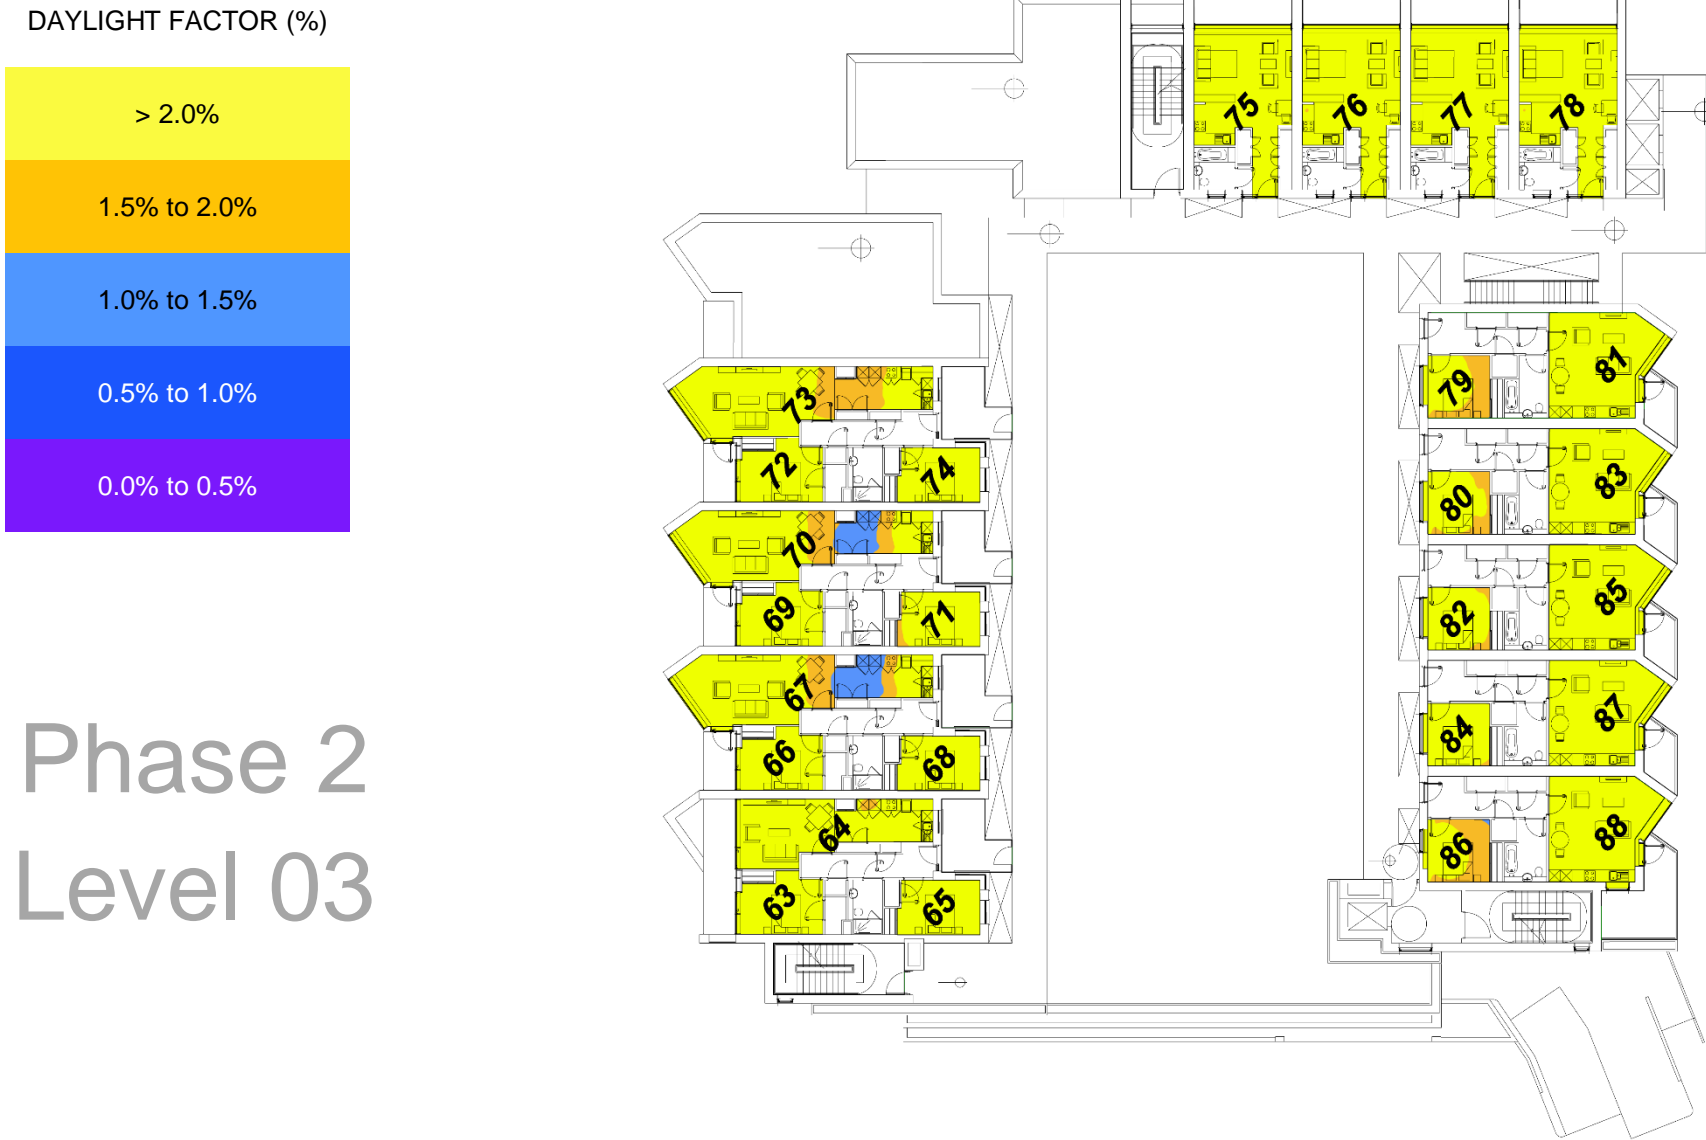 DAYLIGHT FACTOR (%)
> 2.0%
1.5% to 2.0%
1.0% to 1.5%
0.5% to 1.0%
0.0% to 0.5%
Phase 2
Level 03
75 76 77 78
73
72 74
70
69 71
67
66 68
64
63 65
79 81
80 83
82 85
84 87
86 88